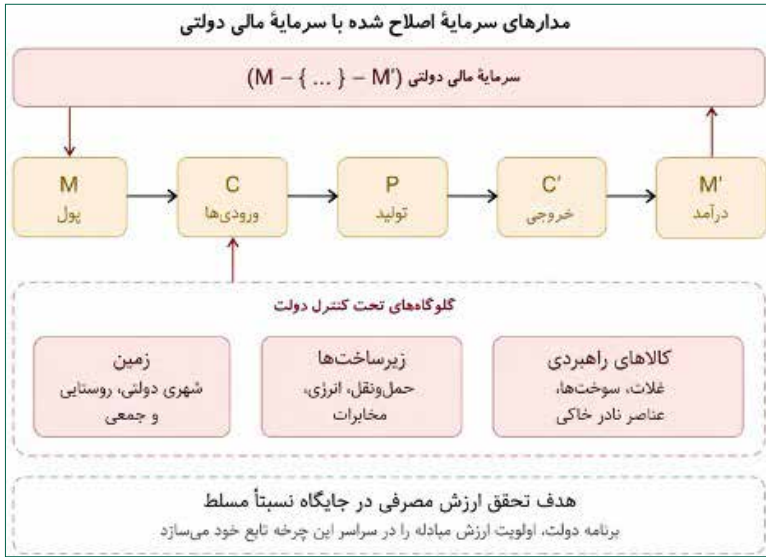 مدارهای سرمایهٔ اصلاح شده با سرمایهٔ مالی دولتی
سرمایهٔ مالی دولتی (M – { ... } – M′)
M
پول
C
ورودی‌ها
P
تولید
C′
خروجی
M′
درآمد
گلوگاه‌های تحت کنترل دولت
کالاهای راهبردی
غلات، سوخت‌ها،
عناصر نادر خاکی
زیرساخت‌ها
حمل‌ونقل، انرژی،
مخابرات
زمین
شهری دولتی، روستایی
و جمعی
هدف تحقق ارزش مصرفی در جایگاه نسبتاً مسلط
برنامه دولت، اولویت ارزش مبادله را در سراسر این چرخه تابع خود می‌سازد